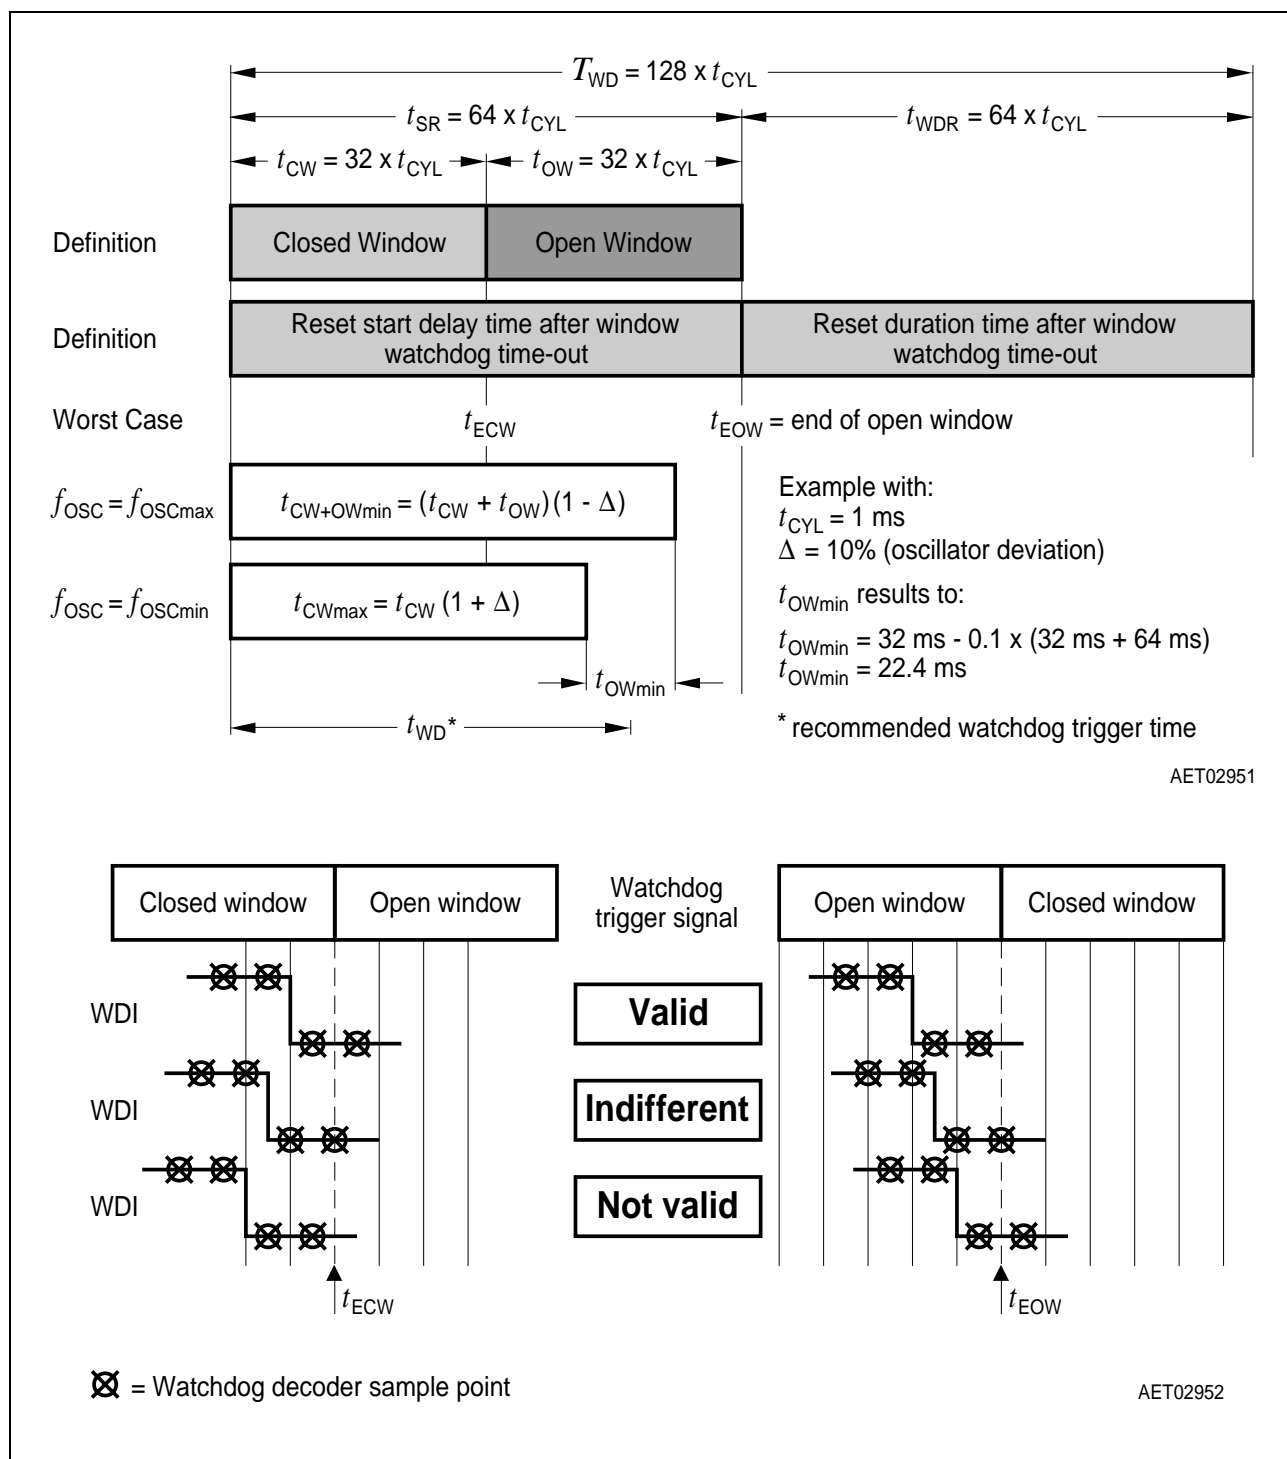 T_WD = 128 x t_CYL
t_SR = 64 x t_CYL
t_WDR = 64 x t_CYL
t_CW = 32 x t_CYL
t_OW = 32 x t_CYL
Definition
Closed Window
Open Window
Definition
Reset start delay time after window
watchdog time-out
Reset duration time after window
watchdog time-out
Worst Case
t_ECW
t_EOW = end of open window
f_OSC = f_OSCmax
t_CW+OWmin = (t_CW + t_OW)(1 - Δ)
f_OSC = f_OSCmin
t_CWmax = t_CW (1 + Δ)
t_OWmin
t_WD*
Example with:
t_CYL = 1 ms
Δ = 10% (oscillator deviation)
t_OWmin results to:
t_OWmin = 32 ms - 0.1 x (32 ms + 64 ms)
t_OWmin = 22.4 ms
* recommended watchdog trigger time
AET02951
Closed window
Open window
Watchdog
trigger signal
Open window
Closed window
WDI
Valid
WDI
Indifferent
WDI
Not valid
t_ECW
t_EOW
= Watchdog decoder sample point
AET02952